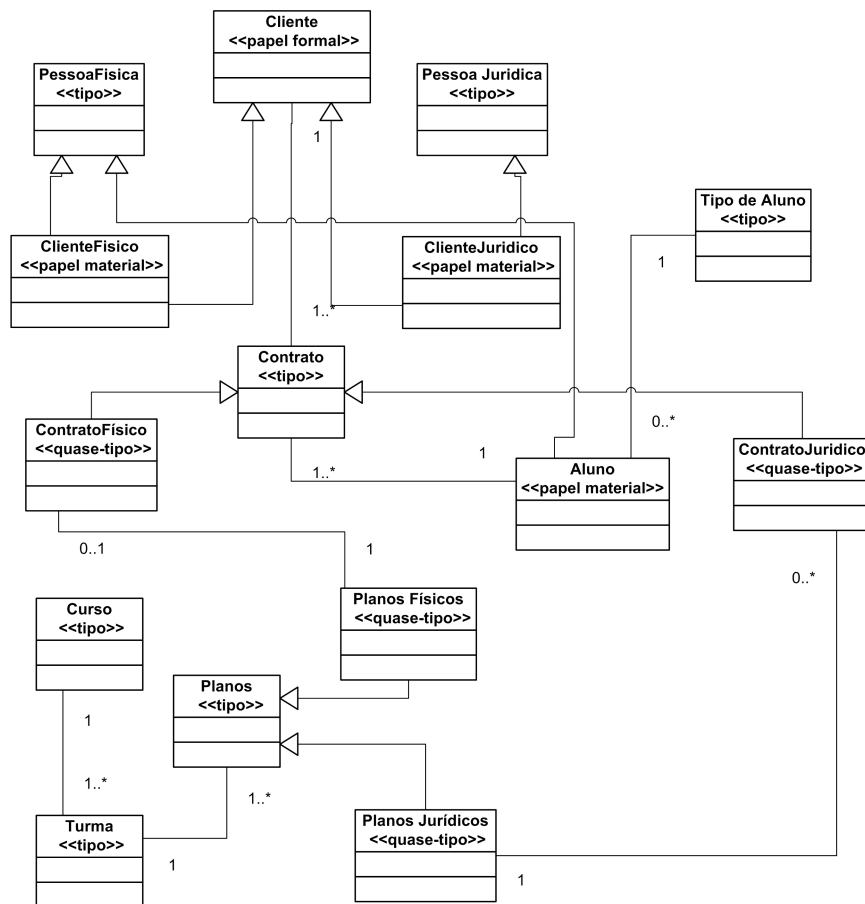 Cliente
<<papel formal>>
PessoaFisica
<<tipo>>
Pessoa Juridica
<<tipo>>
1
Tipo de Aluno
<<tipo>>
ClienteFisico
<<papel material>>
ClienteJuridico
<<papel material>>
1
1..*
Contrato
<<tipo>>
ContratoFísico
<<quase-tipo>>
0..*
1
1..*
Aluno
<<papel material>>
ContratoJuridico
<<quase-tipo>>
0..1
1
0..*
Curso
<<tipo>>
Planos Físicos
<<quase-tipo>>
Planos
<<tipo>>
1
1..*
1..*
Turma
<<tipo>>
Planos Jurídicos
<<quase-tipo>>
1
1